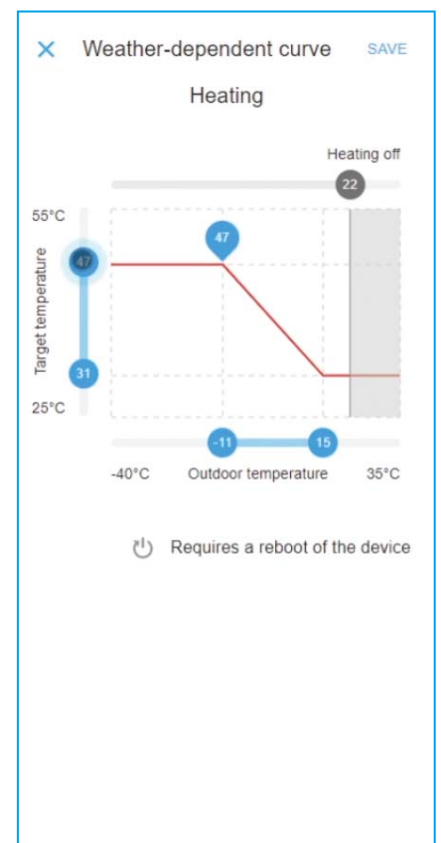 Weather-dependent curve SAVE
Heating
Heating off
22
55°C
47
47
Target temperature
31
25°C
-11 15
-40°C Outdoor temperature 35°C
Requires a reboot of the device